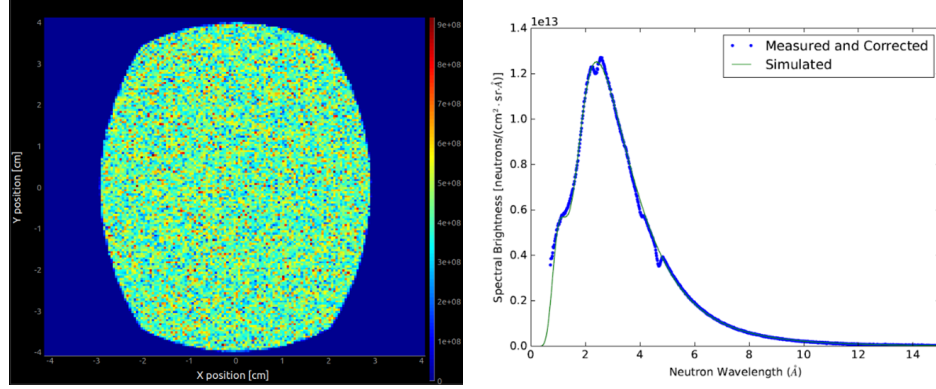 4
3
2
1
0
-1
-2
-3
-4
Y position [cm]
-4
-3
-2
-1
0
1
2
3
4
X position [cm]
9e+08
8e+08
7e+08
6e+08
5e+08
4e+08
3e+08
2e+08
1e+08
0
1e13
1.4
1.2
1.0
0.8
0.6
0.4
0.2
0.0
Spectral Brightness [neutrons/(cm²·sr·Å)]
0
2
4
6
8
10
12
14
Neutron Wavelength (Å)
Measured and Corrected
Simulated